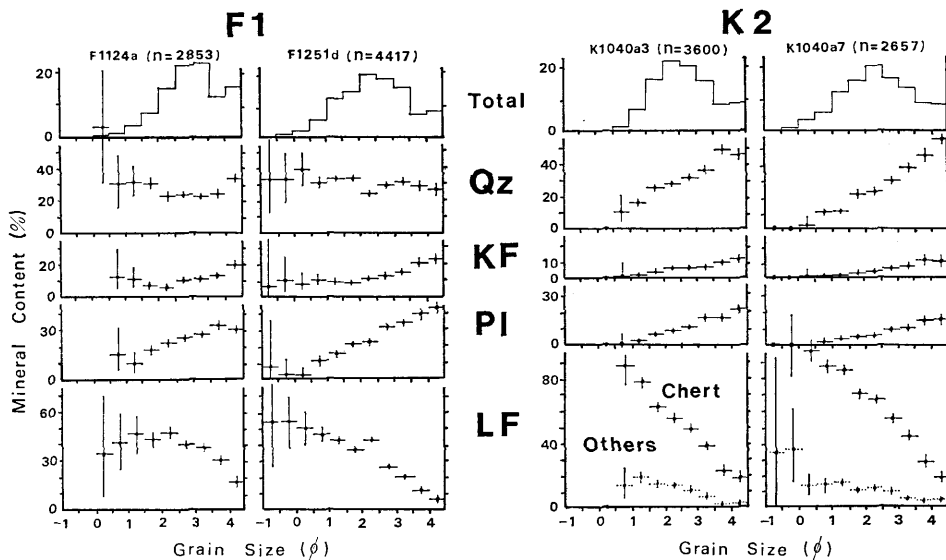 F1
K2
F1124a (n=2853)
F1251d (n=4417)
K1040a3 (n=3600)
K1040a7 (n=2657)
20
0
Total
20
10
0
40
20
0
Qz
40
20
0
20
0
KF
10
0
30
0
Pl
30
0
Mineral Content (%)
60
30
0
LF
Chert
Others
80
40
0
-1 0 1 2 3 4
-1 0 1 2 3 4
-1 0 1 2 3 4
-1 0 1 2 3 4
Grain Size (ϕ)
Grain Size (ϕ)